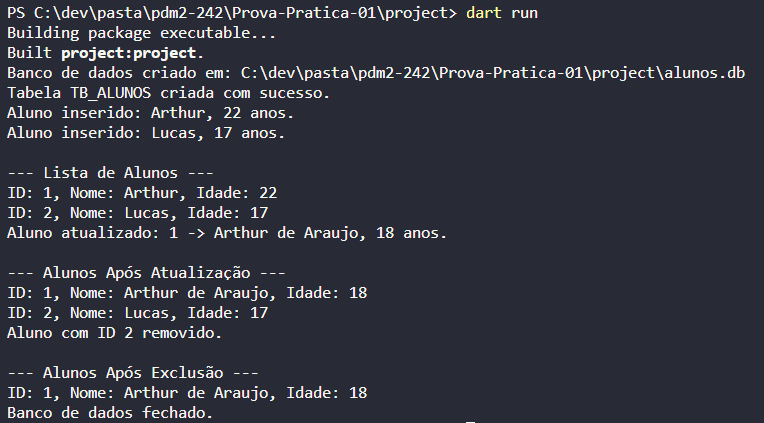 PS C:\dev\pasta\pdm2-242\Prova-Pratica-01\project> dart run
Building package executable...
Built project:project.
Banco de dados criado em: C:\dev\pasta\pdm2-242\Prova-Pratica-01\project\alunos.db
Tabela TB_ALUNOS criada com sucesso.
Aluno inserido: Arthur, 22 anos.
Aluno inserido: Lucas, 17 anos.
--- Lista de Alunos ---
ID: 1, Nome: Arthur, Idade: 22
ID: 2, Nome: Lucas, Idade: 17
Aluno atualizado: 1 -> Arthur de Araujo, 18 anos.
--- Alunos Após Atualização ---
ID: 1, Nome: Arthur de Araujo, Idade: 18
ID: 2, Nome: Lucas, Idade: 17
Aluno com ID 2 removido.
--- Alunos Após Exclusão ---
ID: 1, Nome: Arthur de Araujo, Idade: 18
Banco de dados fechado.